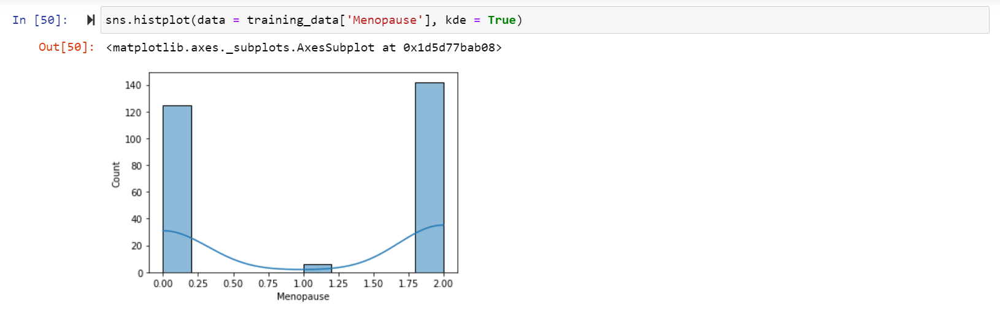 In [50]: sns.histplot(data = training_data['Menopause'], kde = True)
Out[50]: <matplotlib.axes._subplots.AxesSubplot at 0x1d5d77bab08>
140
120
100
80
60
40
20
0
Count
0.00 0.25 0.50 0.75 1.00 1.25 1.50 1.75 2.00
Menopause